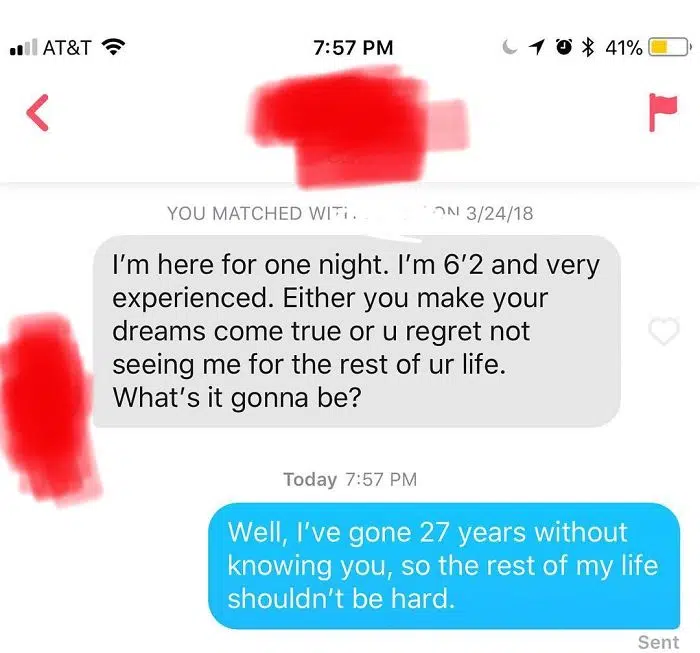 AT&T 7:57 PM 41%
YOU MATCHED WITH ON 3/24/18
I'm here for one night. I'm 6'2 and very
experienced. Either you make your
dreams come true or u regret not
seeing me for the rest of ur life.
What's it gonna be?
Today 7:57 PM
Well, I've gone 27 years without
knowing you, so the rest of my life
shouldn't be hard.
Sent